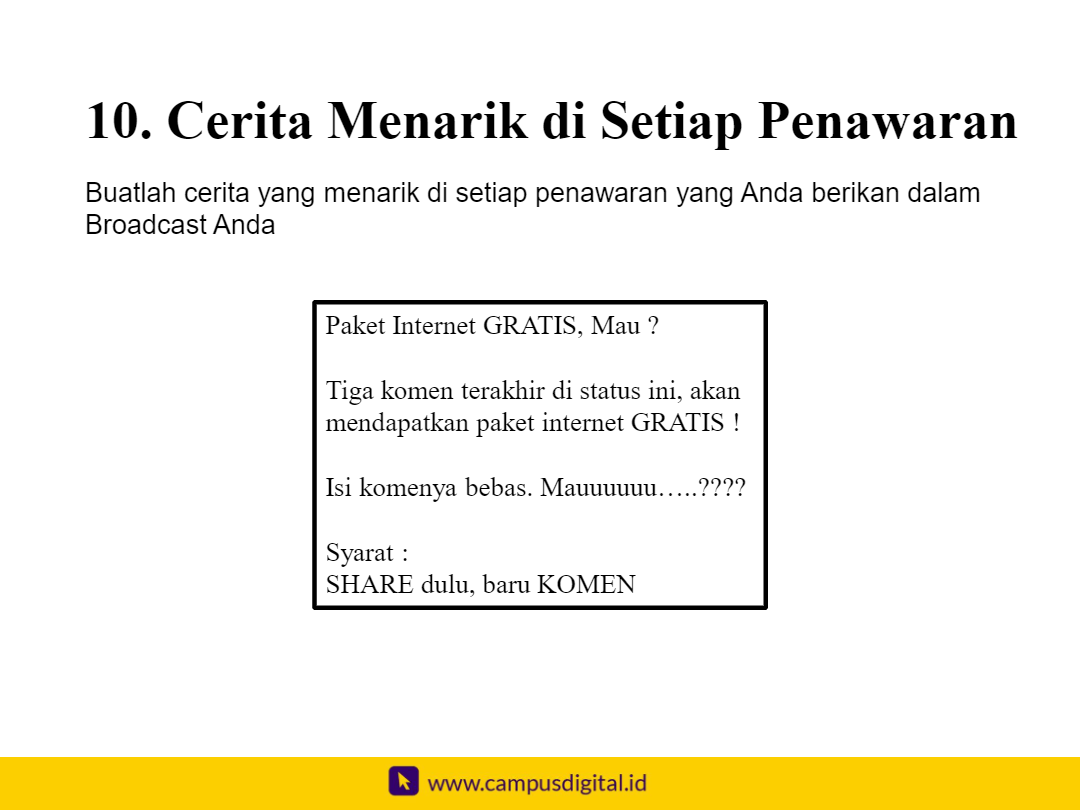 10. Cerita Menarik di Setiap Penawaran
Buatlah cerita yang menarik di setiap penawaran yang Anda berikan dalam
Broadcast Anda
Paket Internet GRATIS, Mau ?
Tiga komen terakhir di status ini, akan
mendapatkan paket internet GRATIS !
Isi komenya bebas. Mauuuuuu…..????
Syarat :
SHARE dulu, baru KOMEN
www.campusdigital.id